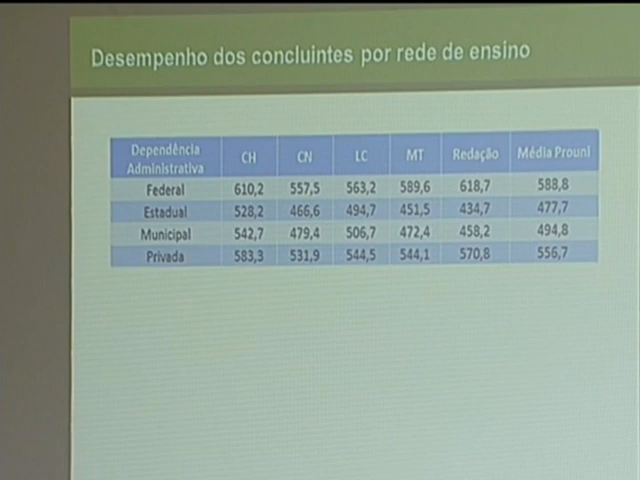 Desempenho dos concluintes por rede de ensino
Dependência Administrativa CH CN LC MT Redação Média Prouni
Federal 610,2 557,5 563,2 589,6 618,7 588,8
Estadual 528,2 466,6 494,7 451,5 434,7 477,7
Municipal 542,7 479,4 506,7 472,4 458,2 494,8
Privada 583,3 531,9 544,5 544,1 570,8 556,7